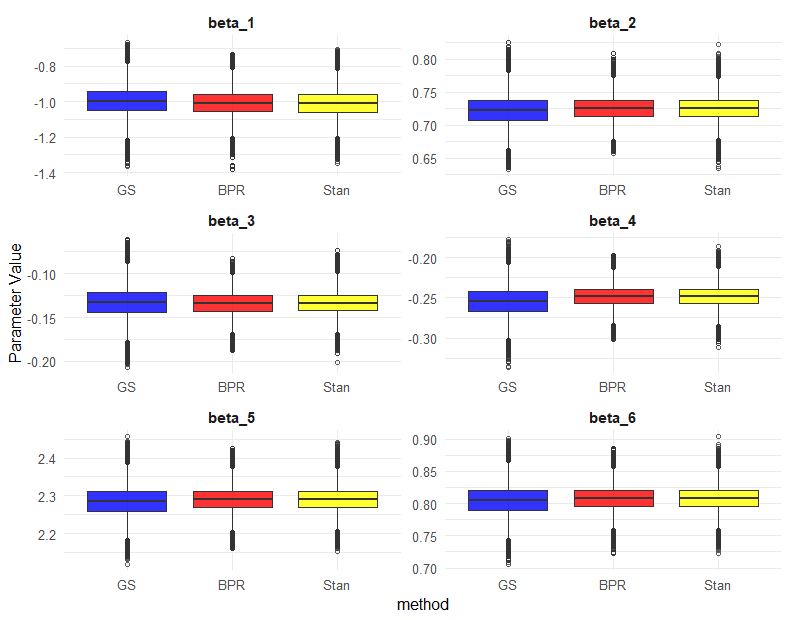 beta_1
beta_2
-0.8
-1.0
-1.2
-1.4
0.80
0.75
0.70
0.65
GS BPR Stan
GS BPR Stan
beta_3
beta_4
-0.10
-0.15
-0.20
-0.20
-0.25
-0.30
GS BPR Stan
GS BPR Stan
beta_5
beta_6
2.4
2.3
2.2
0.90
0.85
0.80
0.75
0.70
GS BPR Stan
GS BPR Stan
Parameter Value
method